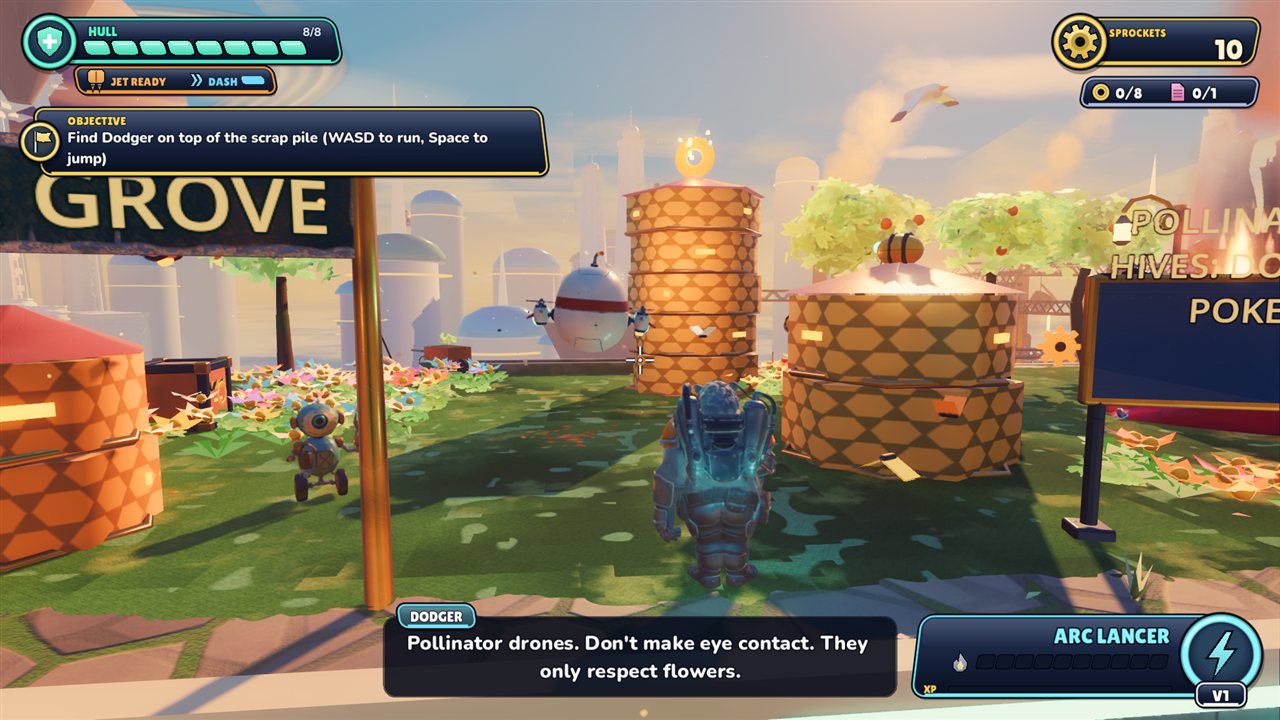 HULL
8/8
JET READY
DASH
SPROCKETS
10
0/8
0/1
OBJECTIVE
Find Dodger on top of the scrap pile (WASD to run, Space to
jump)
GROVE
HIVES:
POKE
DODGER
Pollinator drones. Don't make eye contact. They
only respect flowers.
ARC LANCER
XP
V1